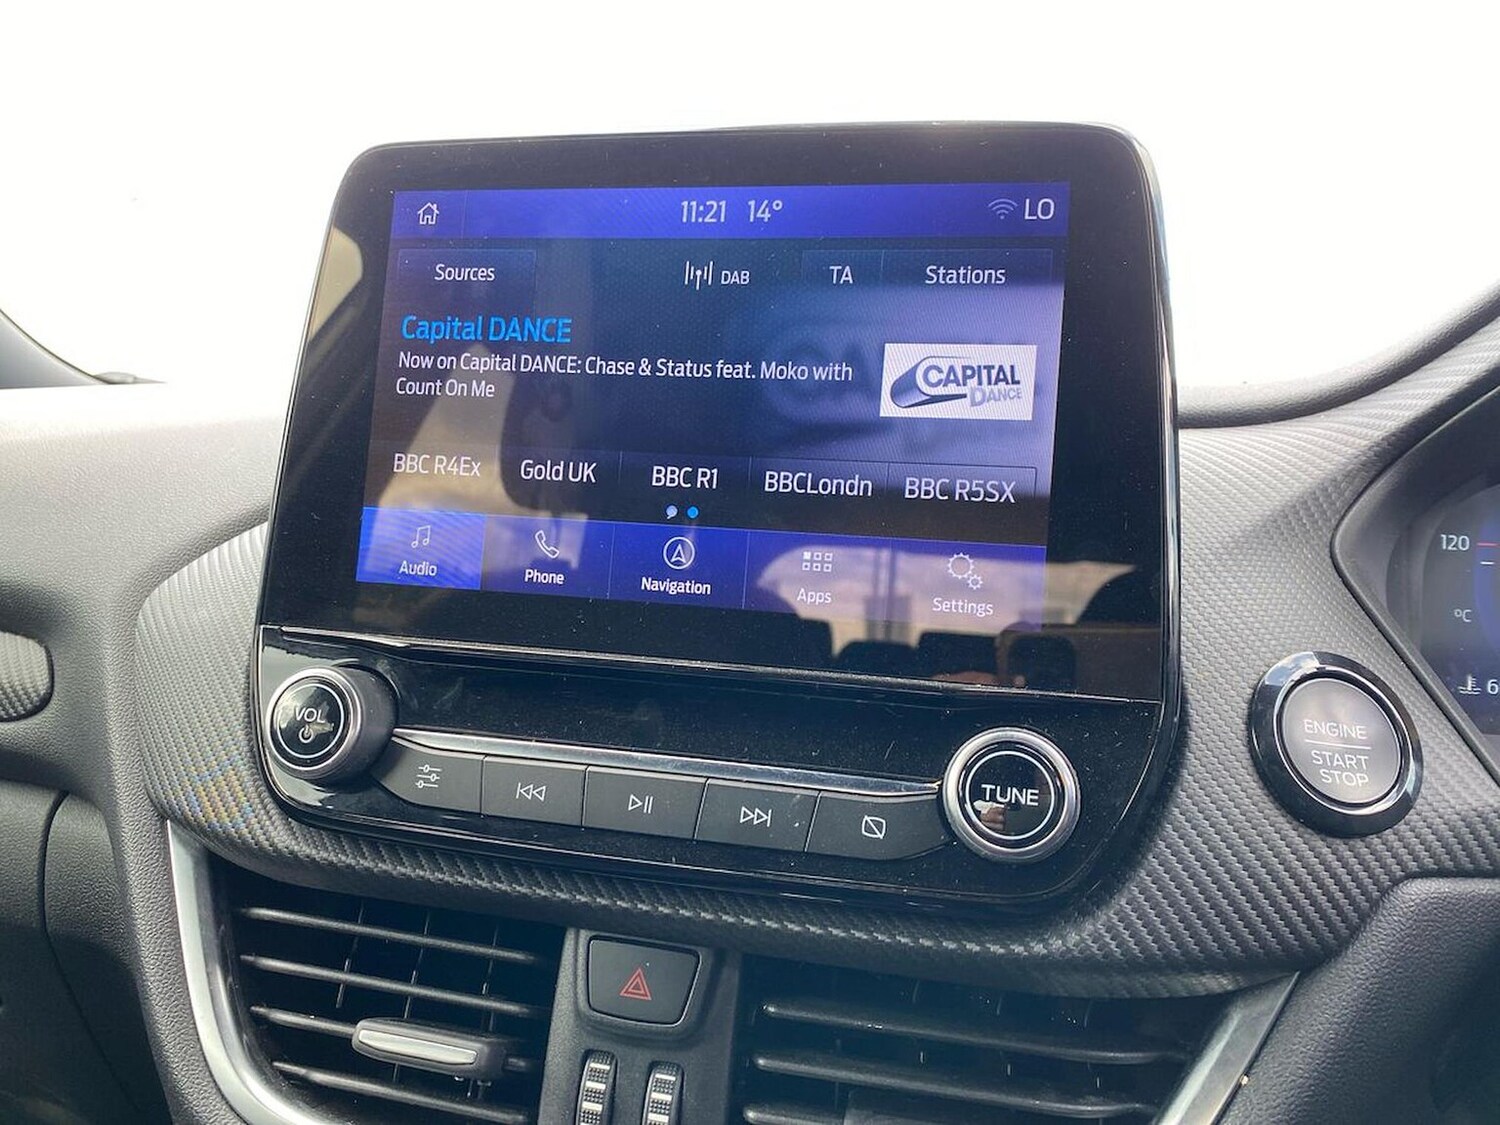 11:21 14° LO
Sources DAB TA Stations
Capital DANCE
Now on Capital DANCE: Chase & Status feat. Moko with
Count On Me
CAPITAL
DANCE
BBC R4Ex Gold UK BBC R1 BBCLondn BBC R5SX
Audio Phone Navigation Apps Settings
VOL
TUNE
ENGINE
START
STOP
120
°C
6